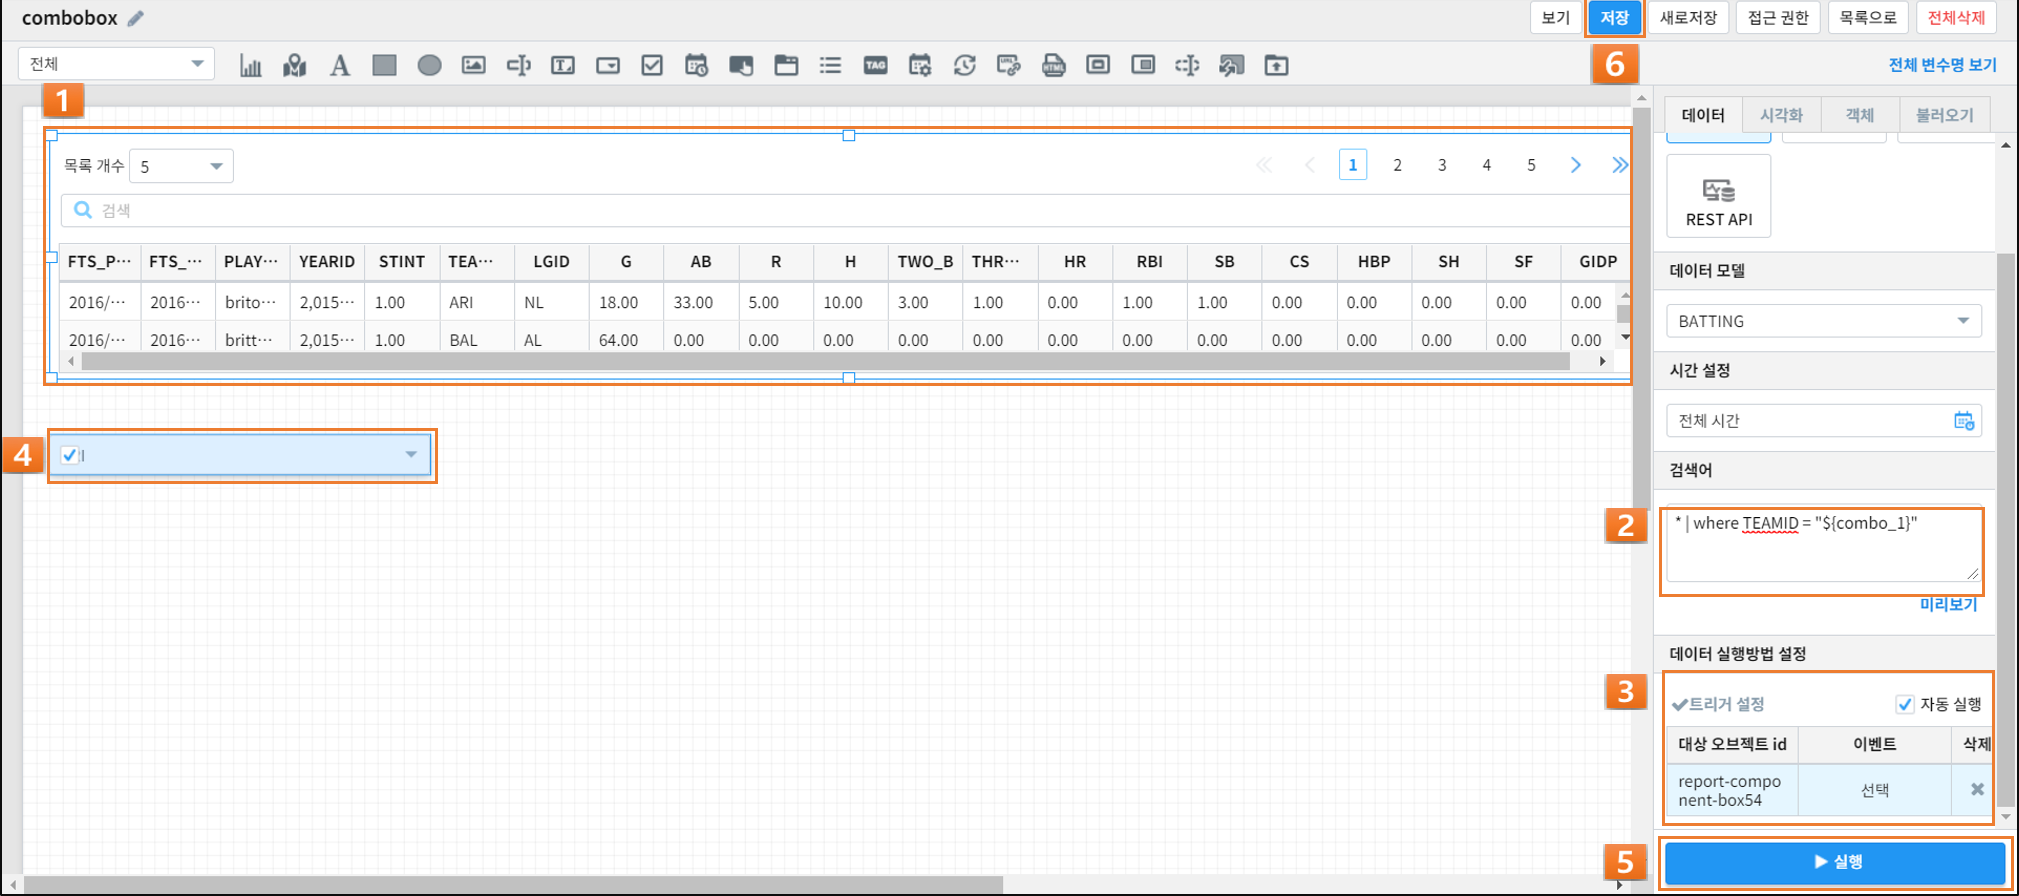 combobox
보기 저장 새로저장 접근 권한 목록으로 전체삭제
전체
A T TAG URL HTML
6
전체 변수명 보기
1
데이터 시각화 객체 불러오기
목록 개수 5
1 2 3 4 5
검색
REST API
FTS_P··· FTS_··· PLAY··· YEARID STINT TEA··· LGID G AB R H TWO_B THR··· HR RBI SB CS HBP SH SF GIDP
2016/··· 2016··· brito··· 2,015··· 1.00 ARI NL 18.00 33.00 5.00 10.00 3.00 1.00 0.00 1.00 1.00 0.00 0.00 0.00 0.00 0.00
2016/··· 2016··· britt··· 2,015··· 1.00 BAL AL 64.00 0.00 0.00 0.00 0.00 0.00 0.00 0.00 0.00 0.00 0.00 0.00 0.00 0.00
데이터 모델
BATTING
시간 설정
전체 시간
4
검색어
2
* | where TEAMID = "${combo_1}"
미리보기
데이터 실행방법 설정
3
트리거 설정 자동 실행
대상 오브젝트 id 이벤트 삭제
report-compo
nent-box54 선택
5
실행